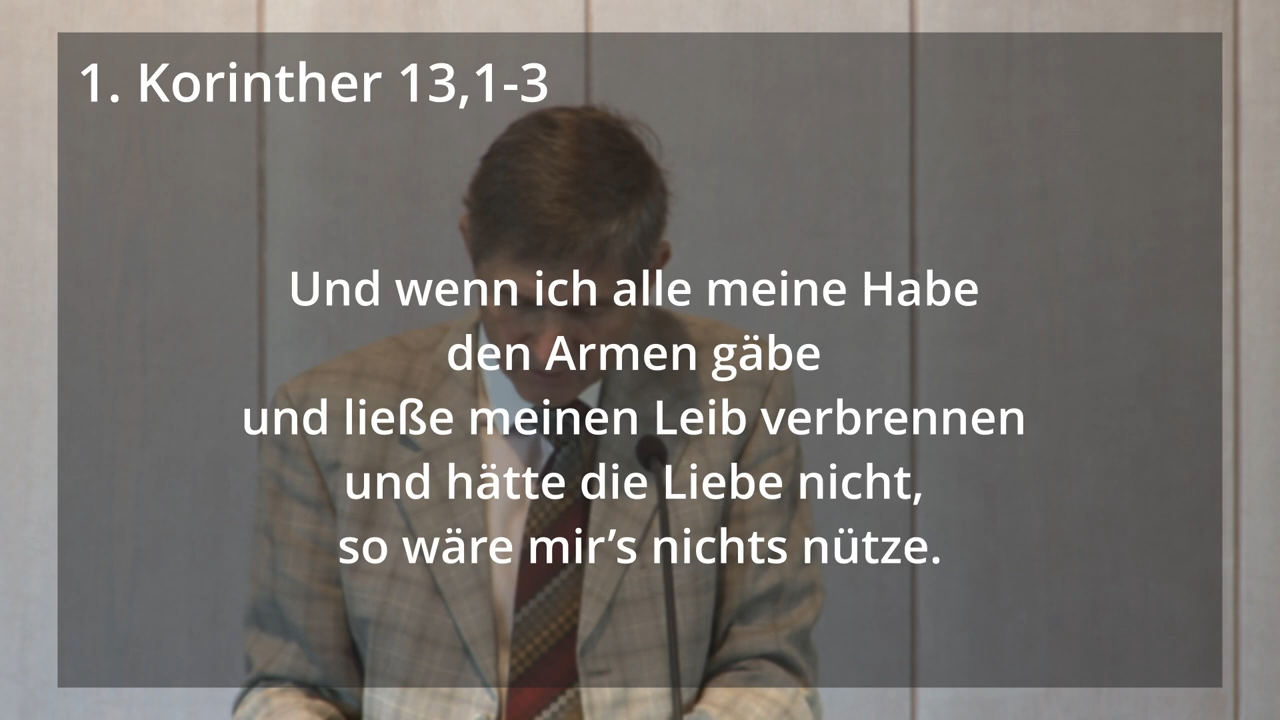 1. Korinther 13,1-3
Und wenn ich alle meine Habe
den Armen gäbe
und ließe meinen Leib verbrennen
und hätte die Liebe nicht,
so wäre mir’s nichts nütze.